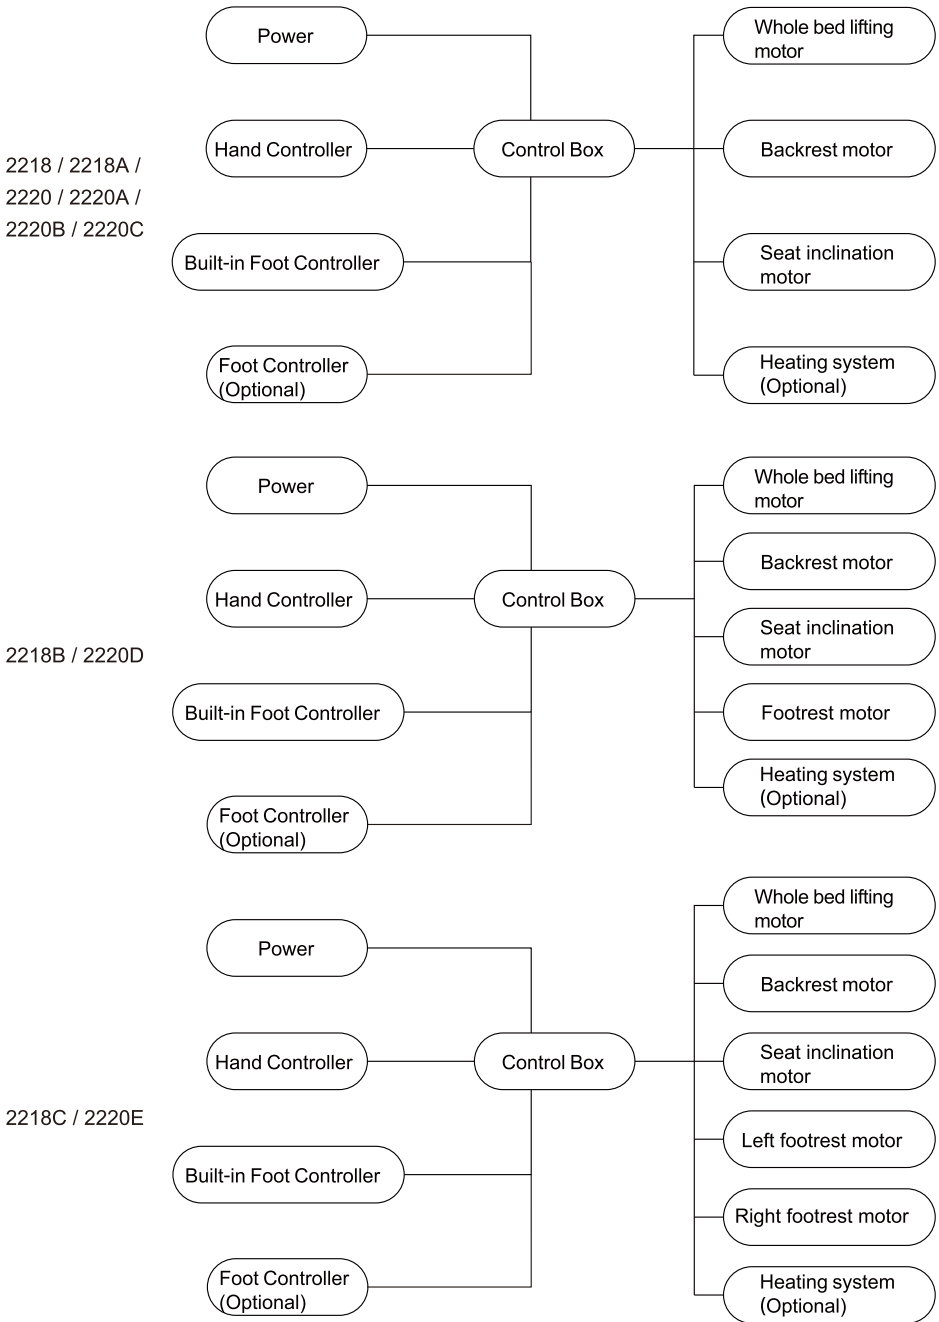 Power
Whole bed lifting
motor
2218 / 2218A /
2220 / 2220A /
2220B / 2220C
Hand Controller
Control Box
Backrest motor
Built-in Foot Controller
Seat inclination
motor
Foot Controller
(Optional)
Heating system
(Optional)
Power
Whole bed lifting
motor
Backrest motor
Hand Controller
Control Box
Seat inclination
motor
2218B / 2220D
Built-in Foot Controller
Footrest motor
Foot Controller
(Optional)
Heating system
(Optional)
Whole bed lifting
motor
Power
Backrest motor
Hand Controller
Control Box
Seat inclination
motor
2218C / 2220E
Left footrest motor
Built-in Foot Controller
Right footrest motor
Foot Controller
(Optional)
Heating system
(Optional)